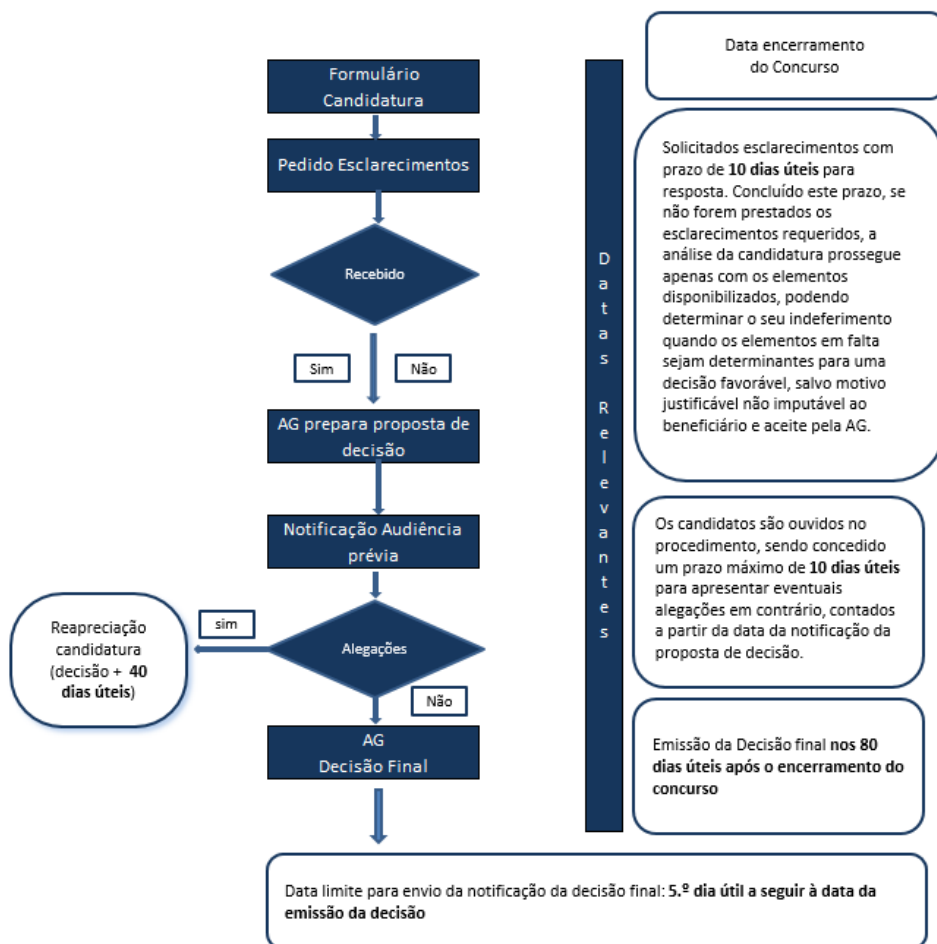 Formulário
Candidatura
Pedido Esclarecimentos
Recebido
Sim
Não
AG prepara proposta de
decisão
Notificação Audiência
prévia
Alegações
sim
Reapreciação
candidatura
(decisão + 40
dias úteis)
Não
AG
Decisão Final
Datas Relevantes
Data encerramento
do Concurso
Solicitados esclarecimentos com
prazo de 10 dias úteis para
resposta. Concluído este prazo, se
não forem prestados os
esclarecimentos requeridos, a
análise da candidatura prossegue
apenas com os elementos
disponibilizados, podendo
determinar o seu indeferimento
quando os elementos em falta
sejam determinantes para uma
decisão favorável, salvo motivo
justificável não imputável ao
beneficiário e aceite pela AG.
Os candidatos são ouvidos no
procedimento, sendo concedido
um prazo máximo de 10 dias úteis
para apresentar eventuais
alegações em contrário, contados
a partir da data da notificação da
proposta de decisão.
Emissão da Decisão final nos 80
dias úteis após o encerramento do
concurso
Data limite para envio da notificação da decisão final: 5.º dia útil a seguir à data da
emissão da decisão